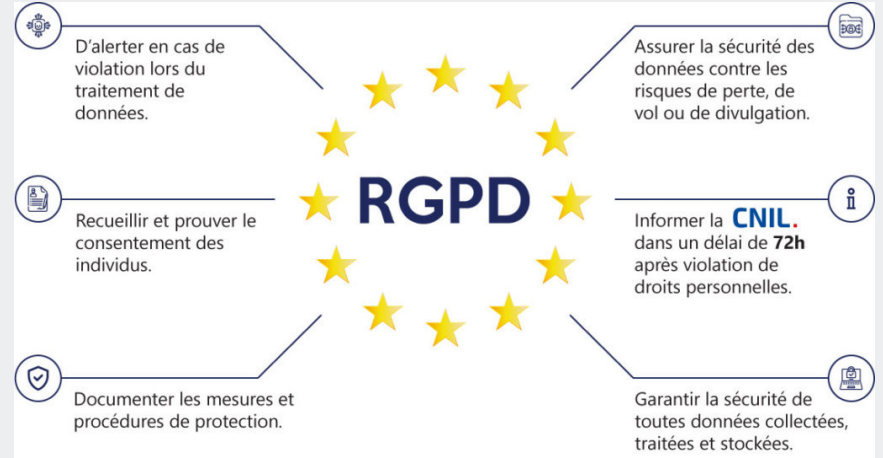 D'alerter en cas de
violation lors du
traitement de
données.
Recueillir et prouver le
consentement des
individus.
Documenter les mesures et
procédures de protection.
RGPD
Assurer la sécurité des
données contre les
risques de perte, de
vol ou de divulgation.
Informer la CNIL.
dans un délai de 72h
après violation de
droits personnelles.
Garantir la sécurité de
toutes données collectées,
traitées et stockées.